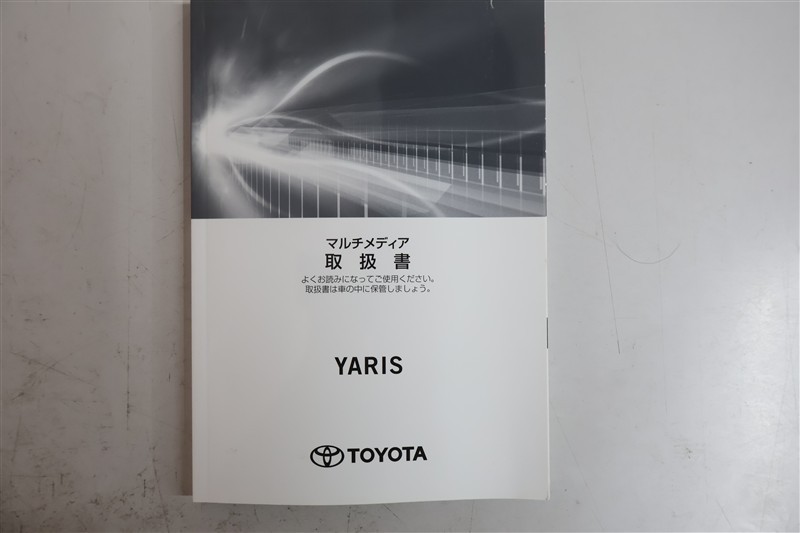 マルチメディア
取扱書
よくお読みになってご使用ください。
取扱書は車の中に保管しましょう。
YARIS
TOYOTA